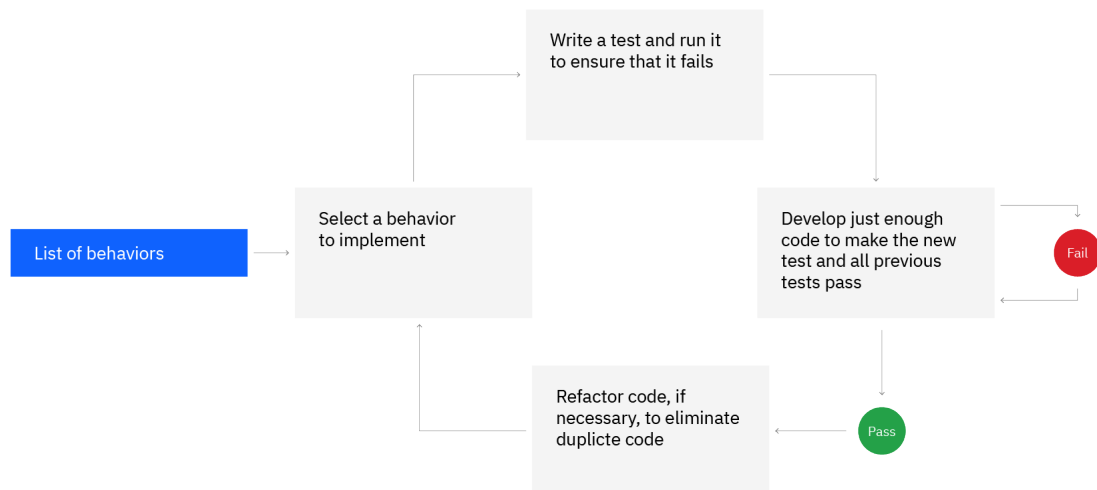 Write a test and run it
to ensure that it fails
Select a behavior
to implement
List of behaviors
Develop just enough
code to make the new
test and all previous
tests pass
Fail
Refactor code, if
necessary, to eliminate
duplicte code
Pass